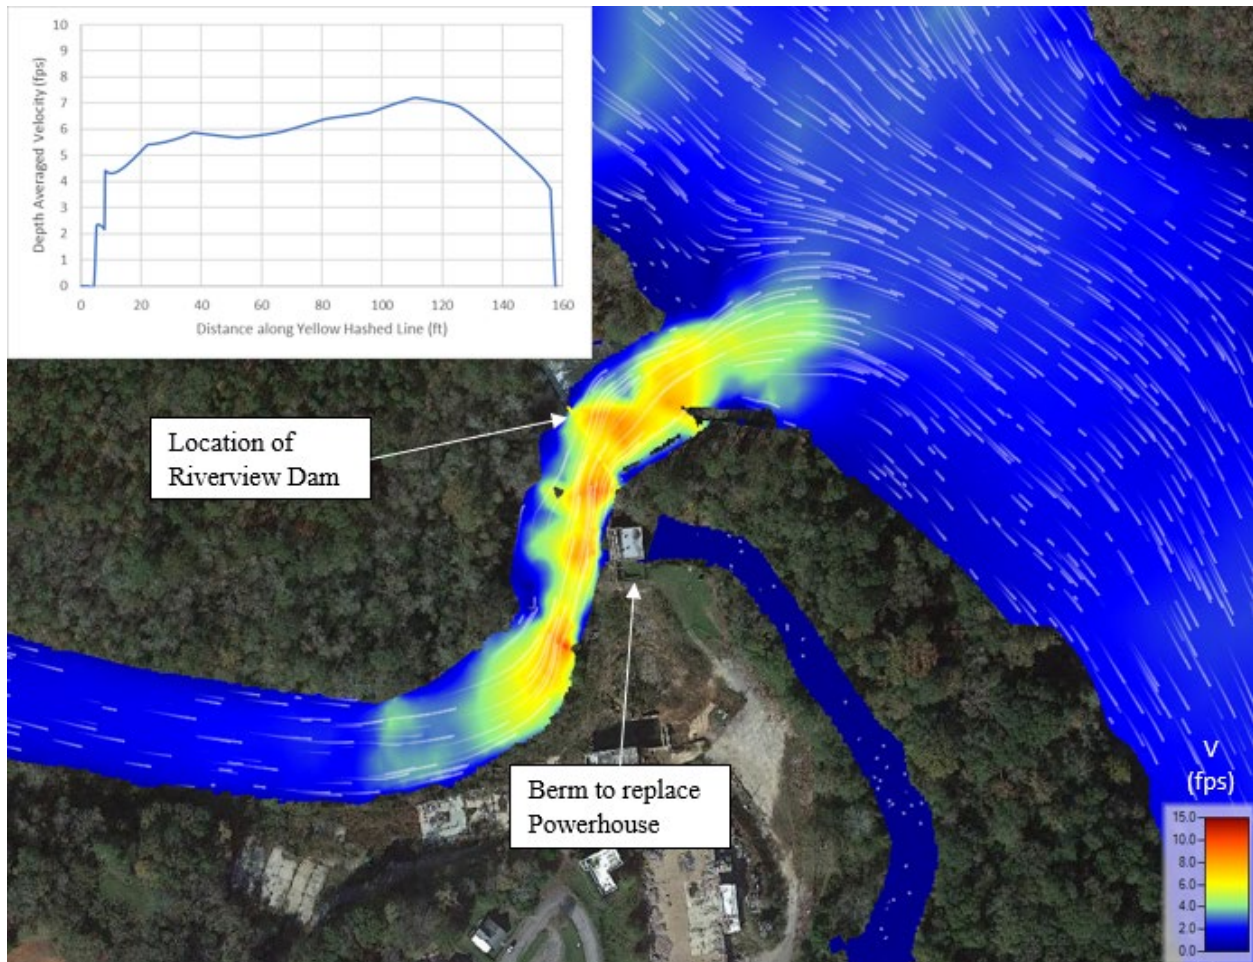 10
9
8
7
6
5
4
3
2
1
0
Depth Averaged Velocity (fps)
0 20 40 60 80 100 120 140 160
Distance along Yellow Hashed Line (ft)
Location of
Riverview Dam
Berm to replace
Powerhouse
V
(fps)
15.0
10.0
8.0
6.0
4.0
2.0
0.0